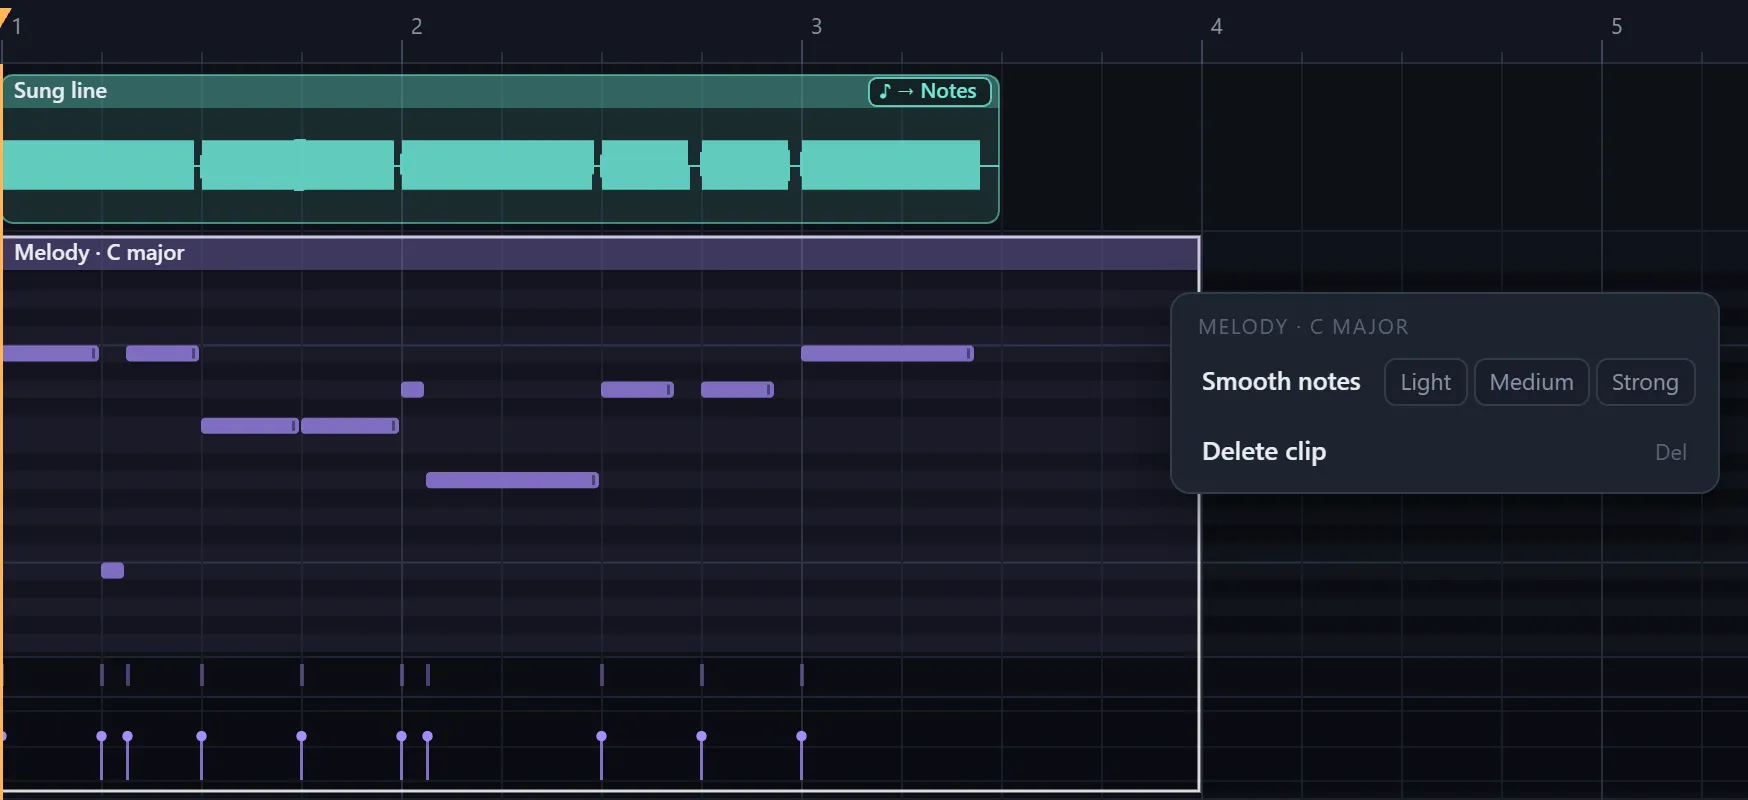 1 2 3 4 5
Sung line ♪ → Notes
Melody · C major
MELODY · C MAJOR
Smooth notes Light Medium Strong
Delete clip Del